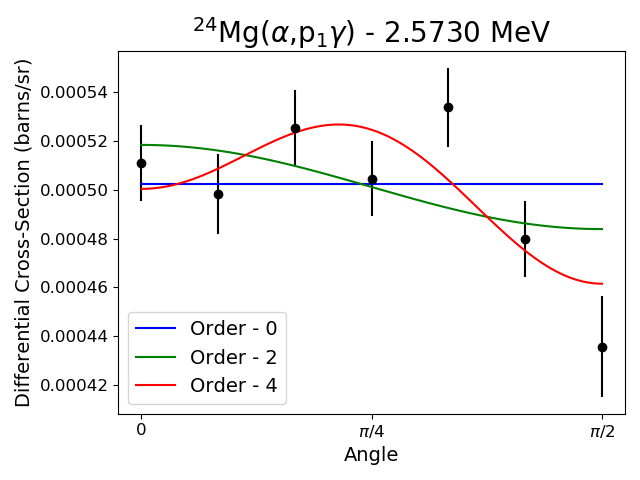 ²⁴Mg(α,p₁γ) - 2.5730 MeV
Differential Cross-Section (barns/sr)
0.00054
0.00052
0.00050
0.00048
0.00046
0.00044
0.00042
Order - 0
Order - 2
Order - 4
0 π/4 π/2
Angle